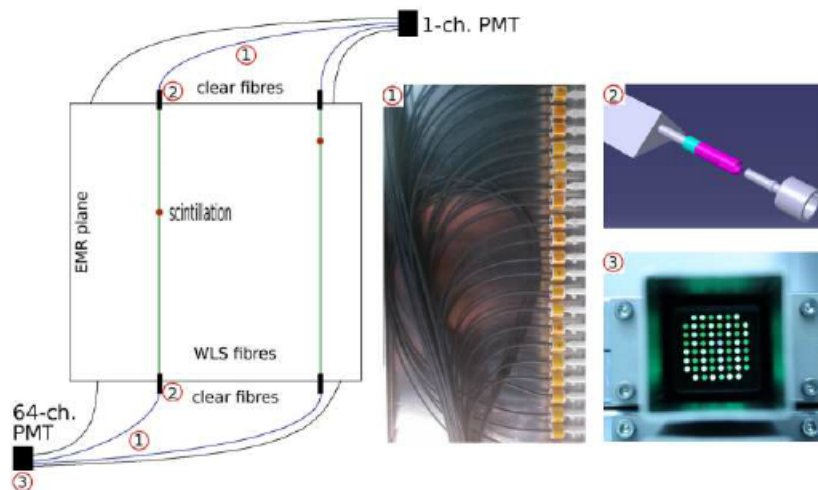 1-ch. PMT
①
② clear fibres
scintillation
EMR plane
WLS fibres
② clear fibres
64-ch.
PMT
①
③
①
②
③